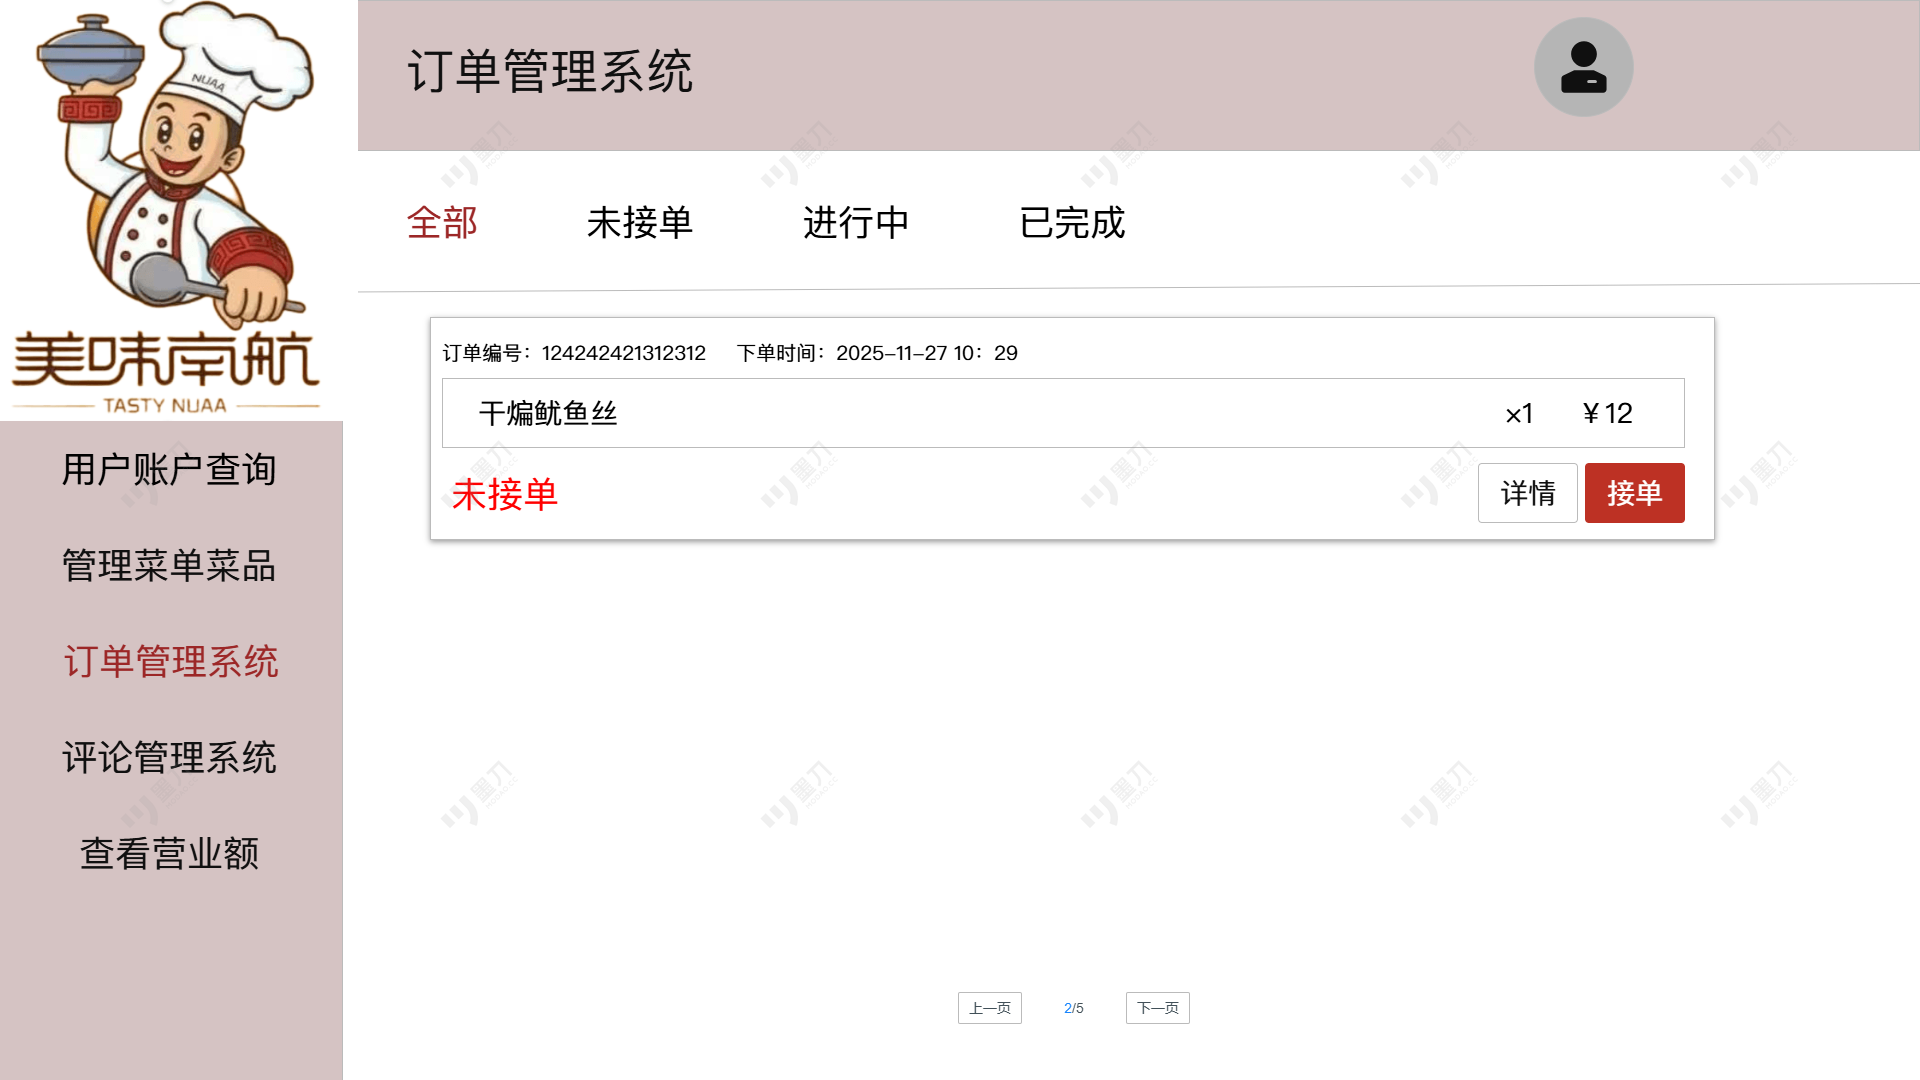 NUAA
美味南航
TASTY NUAA
用户账户查询
管理菜单菜品
订单管理系统
评论管理系统
查看营业额
订单管理系统
全部 未接单 进行中 已完成
订单编号：124242421312312 下单时间：2025-11-27 10：29
干煸鱿鱼丝 ×1 ￥12
未接单 详情 接单
上一页 2/5 下一页
墨刀